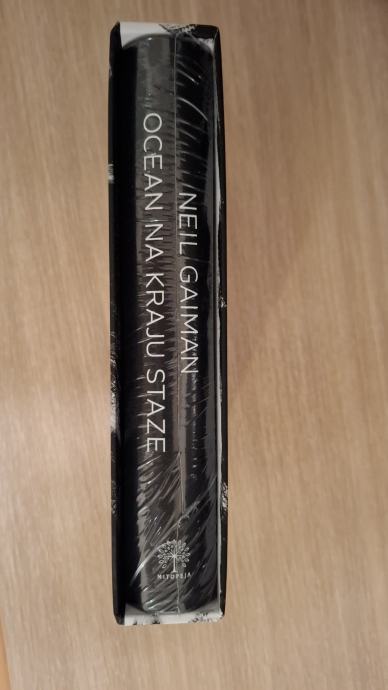 NEIL GAIMAN
OCEAN NA KRAJU STAZE
MITOPEJA